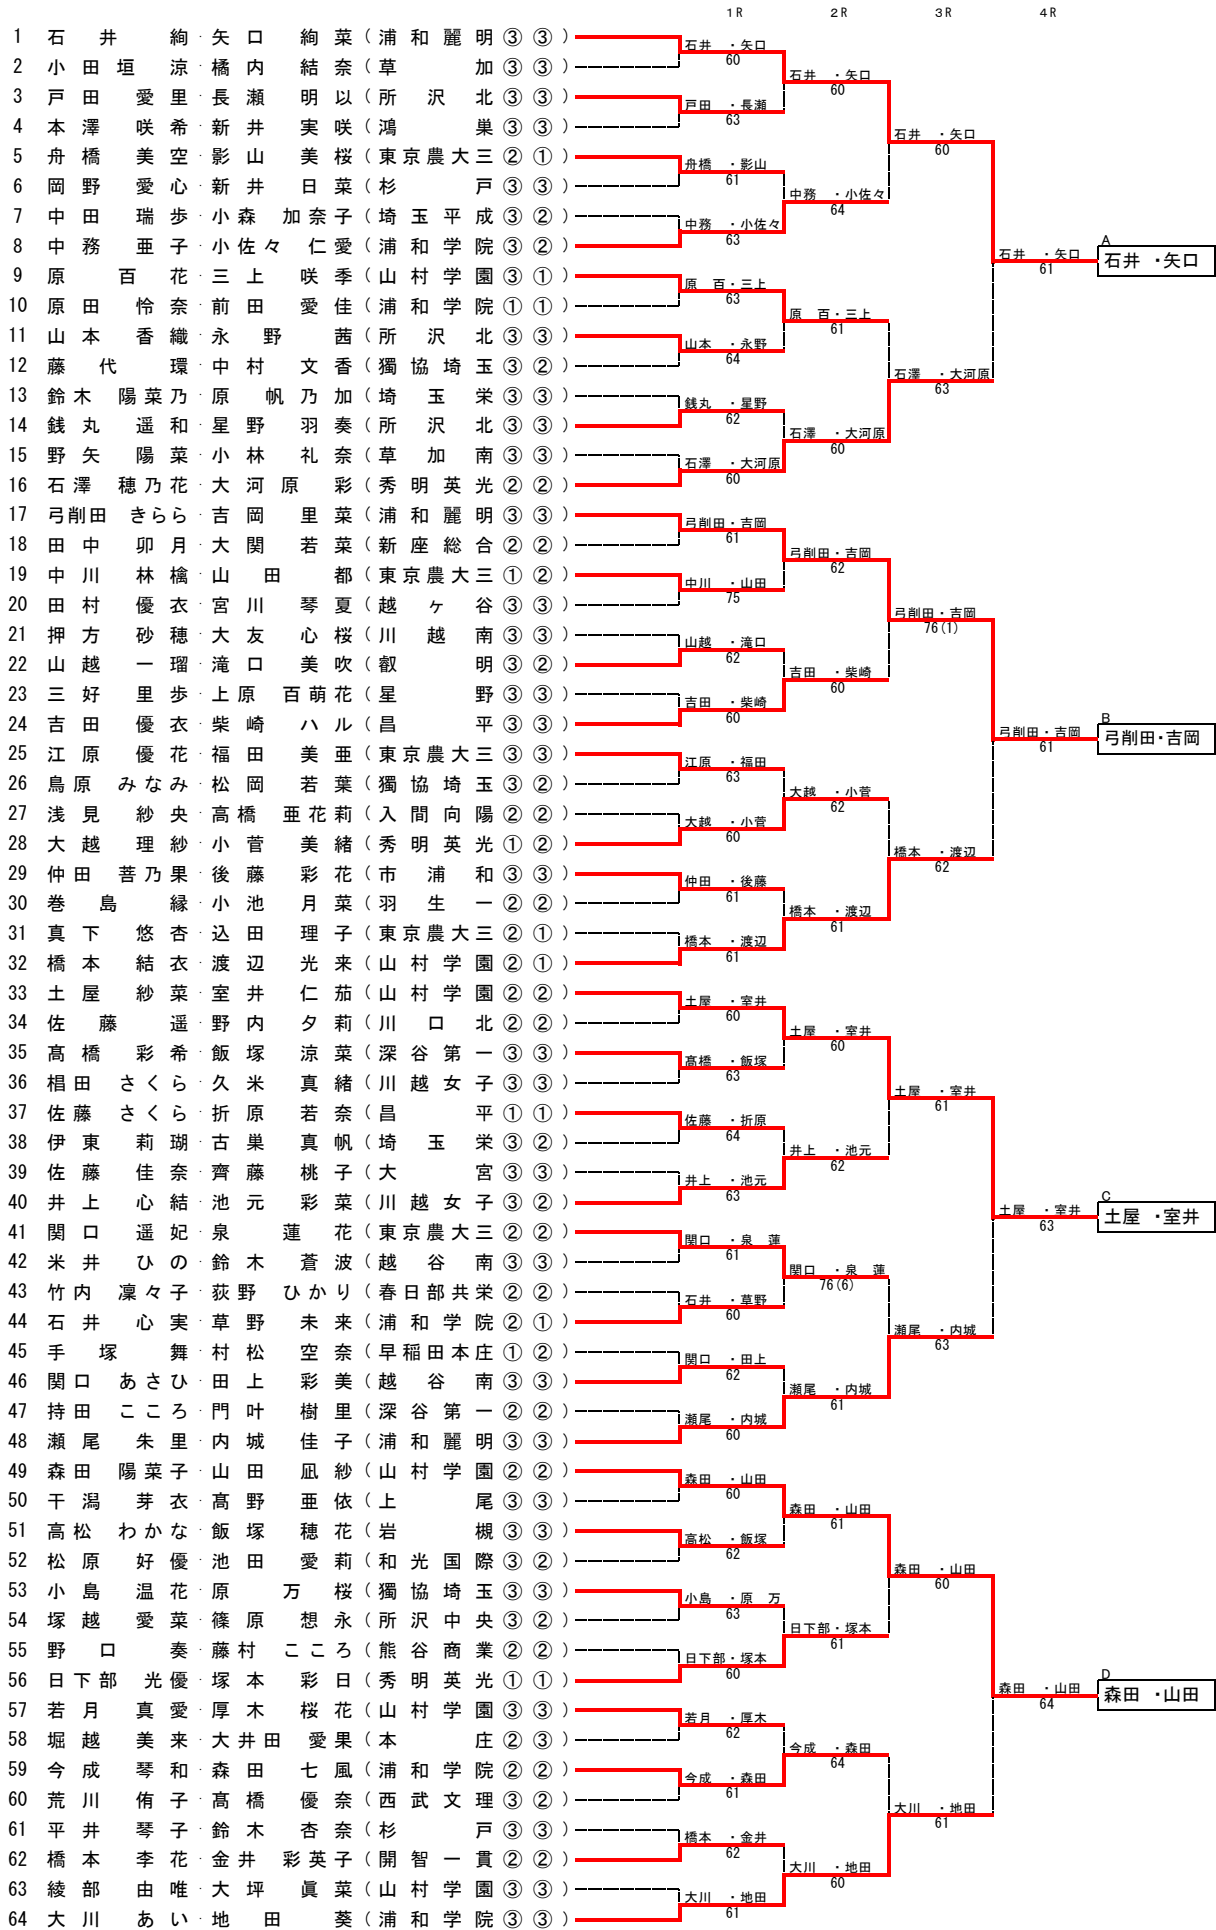 1R 2R 3R 4R
1 石井 絢・矢口 絢菜(浦和麗明③③)
2 小田垣 涼・橘内 結奈(草加③③)
3 戸田 愛里・長瀬 明以(所沢北③③)
4 本澤 咲希・新井 実咲(鴻巣③③)
5 舟橋 美空・影山 美桜(東京農大三②①)
6 岡野 愛心・新井 日菜(杉戸③③)
7 中田 瑞歩・小森 加奈子(埼玉平成③②)
8 中務 亜子・小佐々 仁愛(浦和学院③②)
9 原 百花・三上 咲季(山村学園③①)
10 原田 怜奈・前田 愛佳(浦和学院①①)
11 山本 香織・永野 茜(所沢北③③)
12 藤代 環・中村 文香(獨協埼玉③②)
13 鈴木 陽菜乃・原 帆乃加(埼玉栄③③)
14 銭丸 遥和・星野 羽奏(所沢北③③)
15 野矢 陽菜・小林 礼奈(草加南③③)
16 石澤 穂乃花・大河原 彩(秀明英光②②)
17 弓削田 きらら・吉岡 里菜(浦和麗明③③)
18 田中 卯月・大関 若菜(新座総合②②)
19 中川 林檎・山田 都(東京農大三①②)
20 田村 優衣・宮川 琴夏(越ヶ谷③③)
21 押方 砂穂・大友 心桜(川越南③③)
22 山越 一瑠・滝口 美吹(叡明③②)
23 三好 里歩・上原 百萌花(星野③③)
24 吉田 優衣・柴崎 ハル(昌平③③)
25 江原 優花・福田 美亜(東京農大三③③)
26 鳥原 みなみ・松岡 若葉(獨協埼玉③②)
27 浅見 紗央・高橋 亜花莉(入間向陽②②)
28 大越 理紗・小菅 美緒(秀明英光①②)
29 仲田 菩乃果・後藤 彩花(市浦和③③)
30 巻島 縁・小池 月菜(羽生一②②)
31 真下 悠杏・込田 理子(東京農大三②①)
32 橋本 結衣・渡辺 光来(山村学園②①)
33 土屋 紗菜・室井 仁茄(山村学園②②)
34 佐藤 遥・野内 夕莉(川口北②②)
35 髙橋 彩希・飯塚 涼菜(深谷第一③③)
36 椙田 さくら・久米 真緒(川越女子③③)
37 佐藤 さくら・折原 若奈(昌平①①)
38 伊東 莉瑚・古巣 真帆(埼玉栄③②)
39 佐藤 佳奈・齊藤 桃子(大宮③③)
40 井上 心結・池元 彩菜(川越女子③②)
41 関口 遥妃・泉 蓮花(東京農大三②②)
42 米井 ひの・鈴木 蒼波(越谷南③③)
43 竹内 凜々子・荻野 ひかり(春日部共栄②②)
44 石井 心実・草野 未来(浦和学院②①)
45 手塚 舞・村松 空奈(早稲田本庄①②)
46 関口 あさひ・田上 彩美(越谷南③③)
47 持田 こころ・門叶 樹里(深谷第一②②)
48 瀬尾 朱里・内城 佳子(浦和麗明③③)
49 森田 陽菜子・山田 凪紗(山村学園②②)
50 干潟 芽衣・髙野 亜依(上尾③③)
51 高松 わかな・飯塚 穂花(岩槻③③)
52 松原 好優・池田 愛莉(和光国際③②)
53 小島 温花・原 万桜(獨協埼玉③③)
54 塚越 愛菜・篠原 想永(所沢中央③②)
55 野口 奏・藤村 こころ(熊谷商業②②)
56 日下部 光優・塚本 彩日(秀明英光①①)
57 若月 真愛・厚木 桜花(山村学園③③)
58 堀越 美来・大井田 愛果(本庄②③)
59 今成 琴和・森田 七風(浦和学院②②)
60 荒川 侑子・髙橋 優奈(西武文理③②)
61 平井 琴子・鈴木 杏奈(杉戸③③)
62 橋本 李花・金井 彩英子(開智一貫②②)
63 綾部 由唯・大坪 眞菜(山村学園③③)
64 大川 あい・地田 葵(浦和学院③③)
石井 ・矢口 60
戸田 ・長瀬 63
舟橋 ・影山 61
中務 ・小佐々 63
原 百・三上 63
山本 ・永野 64
銭丸 ・星野 62
石澤 ・大河原 60
弓削田・吉岡 61
中川 ・山田 75
山越 ・滝口 62
吉田 ・柴崎 60
江原 ・福田 63
大越 ・小菅 60
仲田 ・後藤 61
橋本 ・渡辺 61
土屋 ・室井 60
髙橋 ・飯塚 63
佐藤 ・折原 64
井上 ・池元 63
関口 ・泉 蓮 61
石井 ・草野 60
関口 ・田上 62
瀬尾 ・内城 60
森田 ・山田 60
高松 ・飯塚 62
小島 ・原 万 63
日下部・塚本 60
若月 ・厚木 62
今成 ・森田 61
橋本 ・金井 62
大川 ・地田 61
石井 ・矢口 60
中務 ・小佐々 64
原 百・三上 61
石澤 ・大河原 60
弓削田・吉岡 62
吉田 ・柴崎 60
大越 ・小菅 62
橋本 ・渡辺 61
土屋 ・室井 60
井上 ・池元 62
関口 ・泉 蓮 76(6)
瀬尾 ・内城 61
森田 ・山田 61
日下部・塚本 61
今成 ・森田 64
大川 ・地田 60
石井 ・矢口 60
石澤 ・大河原 63
弓削田・吉岡 76(1)
橋本 ・渡辺 62
土屋 ・室井 61
瀬尾 ・内城 63
森田 ・山田 60
大川 ・地田 61
石井 ・矢口 61
弓削田・吉岡 61
土屋 ・室井 63
森田 ・山田 64
A
石井 ・矢口
B
弓削田・吉岡
C
土屋 ・室井
D
森田 ・山田